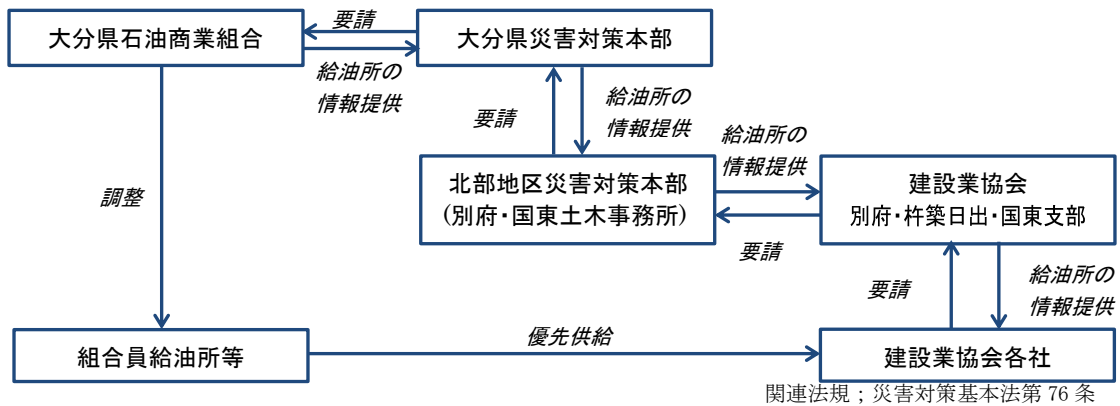 大分県石油商業組合
要請
大分県災害対策本部
給油所の
情報提供
要請
給油所の
情報提供
調整
北部地区災害対策本部
(別府・国東土木事務所)
給油所の
情報提供
要請
建設業協会
別府・杵築日出・国東支部
要請
給油所の
情報提供
組合員給油所等
優先供給
建設業協会各社
関連法規；災害対策基本法第 76 条